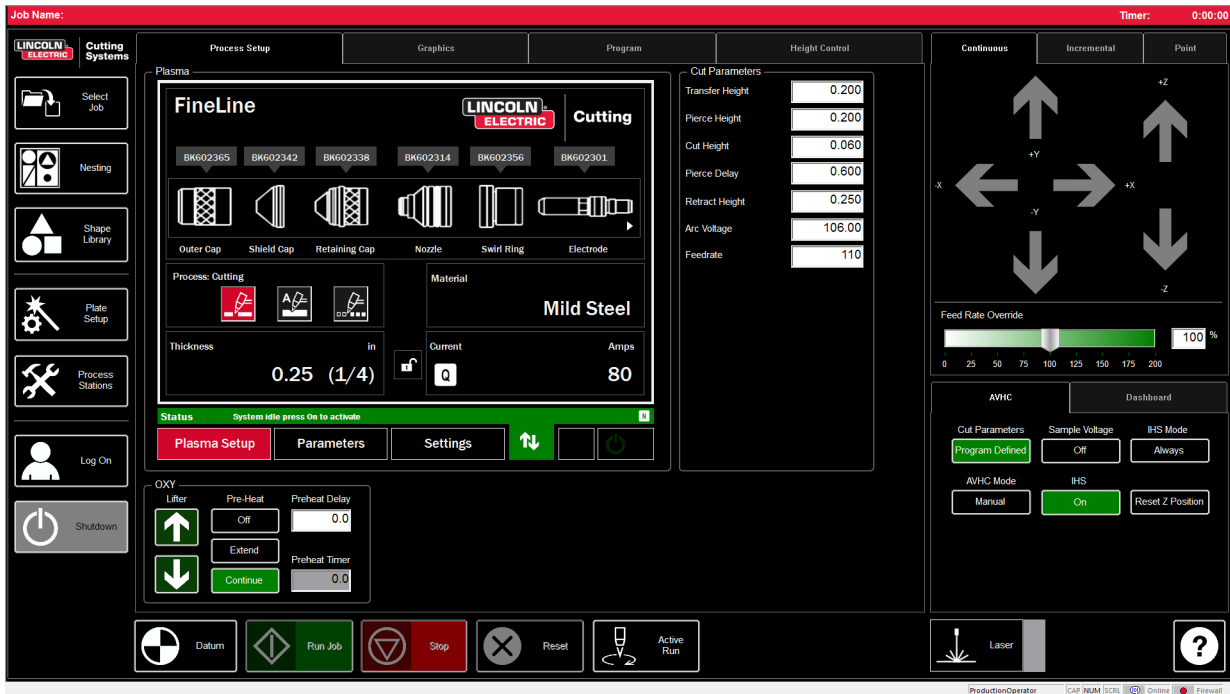 Job Name:
Timer: 0:00:00
LINCOLN ELECTRIC
Cutting
Systems
Select
Job
Nesting
Shape
Library
Plate
Setup
Process
Stations
Log On
Shutdown
Process Setup
Graphics
Program
Height Control
Plasma
FineLine
LINCOLN ELECTRIC
Cutting
BK602365
BK602342
BK602338
BK602314
BK602356
BK602301
Outer Cap
Shield Cap
Retaining Cap
Nozzle
Swirl Ring
Electrode
Process: Cutting
A
Material
Mild Steel
Thickness
in
0.25 (1/4)
Current
Amps
Q
80
Status
System idle press On to activate
N
Plasma Setup
Parameters
Settings
Cut Parameters
Transfer Height 0.200
Pierce Height 0.200
Cut Height 0.060
Pierce Delay 0.600
Retract Height 0.250
Arc Voltage 106.00
Feedrate 110
OXY
Lifter
Pre-Heat
Off
Extend
Continue
Preheat Delay
0.0
Preheat Timer
0.0
Continuous
Incremental
Point
+Y
-X
+X
-Y
+Z
-Z
Feed Rate Override
100 %
0 25 50 75 100 125 150 175 200
AVHC
Dashboard
Cut Parameters
Program Defined
Sample Voltage
Off
IHS Mode
Always
AVHC Mode
Manual
IHS
On
Reset Z Position
Datum
Run Job
Stop
Reset
Active
Run
Laser
?
ProductionOperator
CAP NUM SCRL Online Firewall